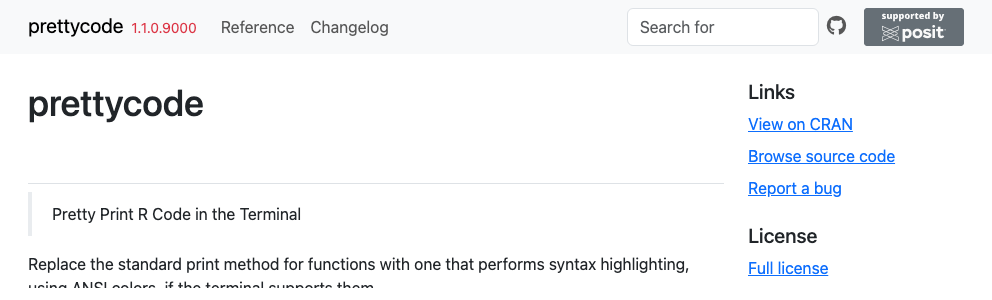 prettycode 1.1.0.9000 Reference Changelog Search for supported by posit
prettycode
Links
View on CRAN
Browse source code
Report a bug
Pretty Print R Code in the Terminal
License
Full license
Replace the standard print method for functions with one that performs syntax highlighting,
using ANSI colors, if the terminal supports them.